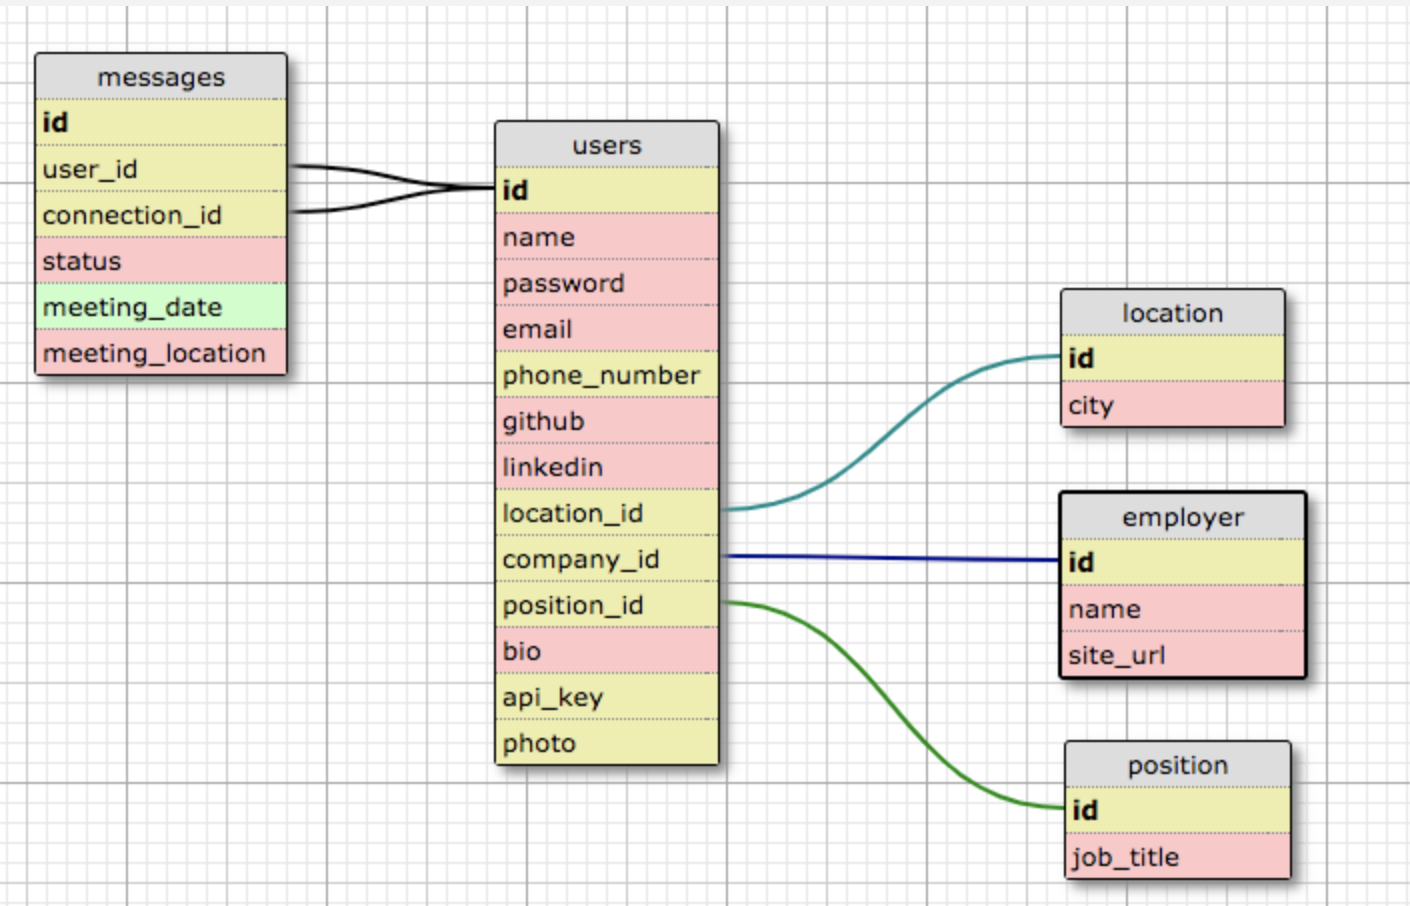 messages
id
user_id
connection_id
status
meeting_date
meeting_location
users
id
name
password
email
phone_number
github
linkedin
location_id
company_id
position_id
bio
api_key
photo
location
id
city
employer
id
name
site_url
position
id
job_title